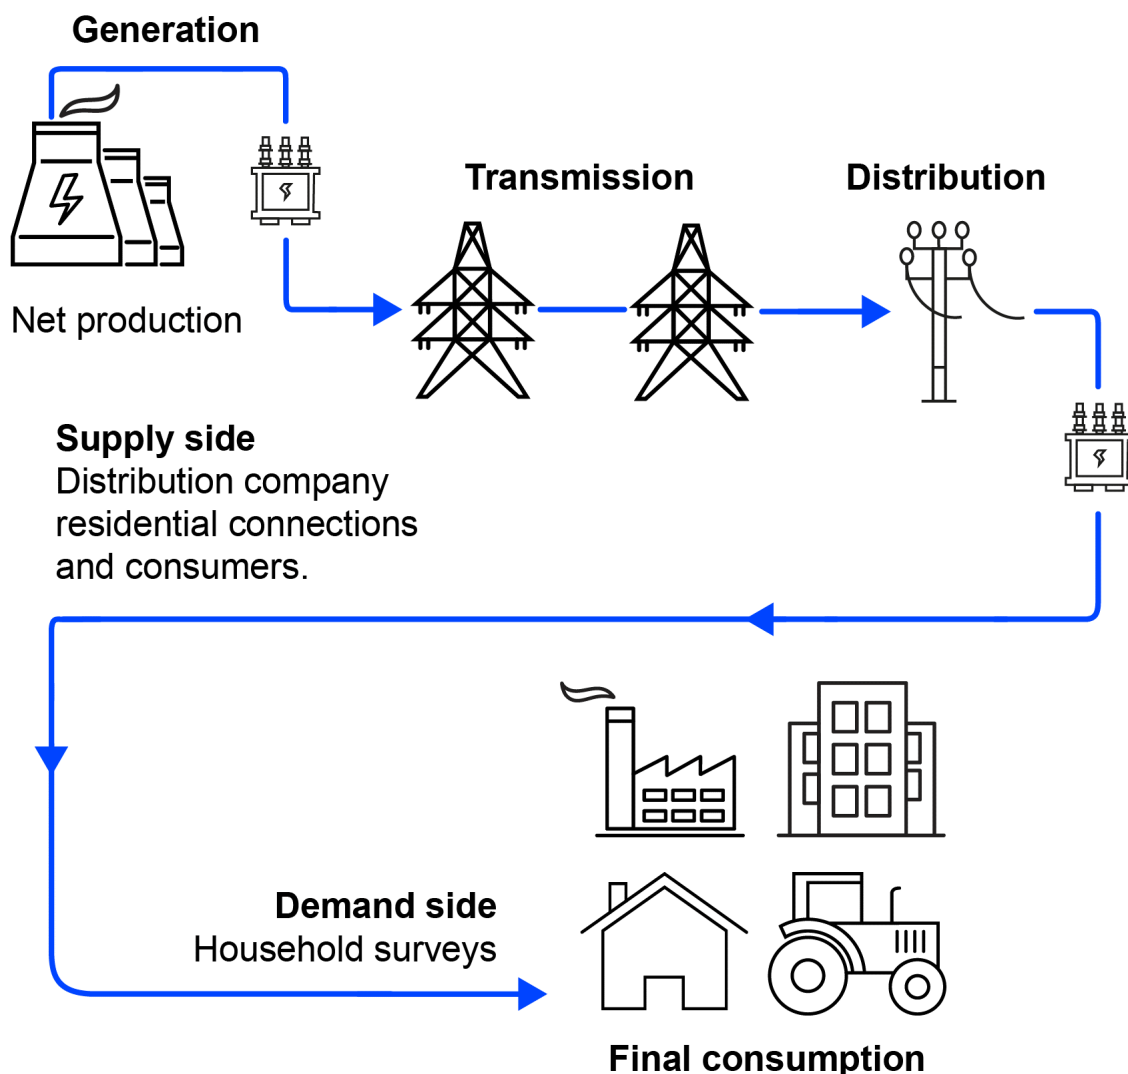 Generation
Transmission
Distribution
Net production
Supply side
Distribution company
residential connections
and consumers.
Demand side
Household surveys
Final consumption